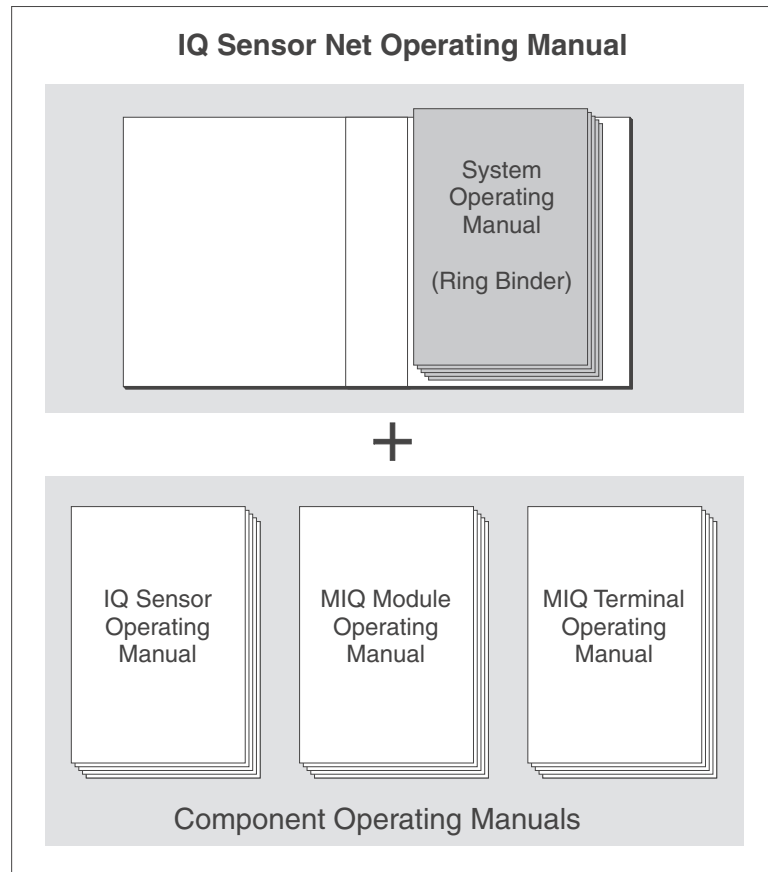 IQ Sensor Net Operating Manual
System
Operating
Manual
(Ring Binder)
+
IQ Sensor
Operating
Manual
MIQ Module
Operating
Manual
MIQ Terminal
Operating
Manual
Component Operating Manuals